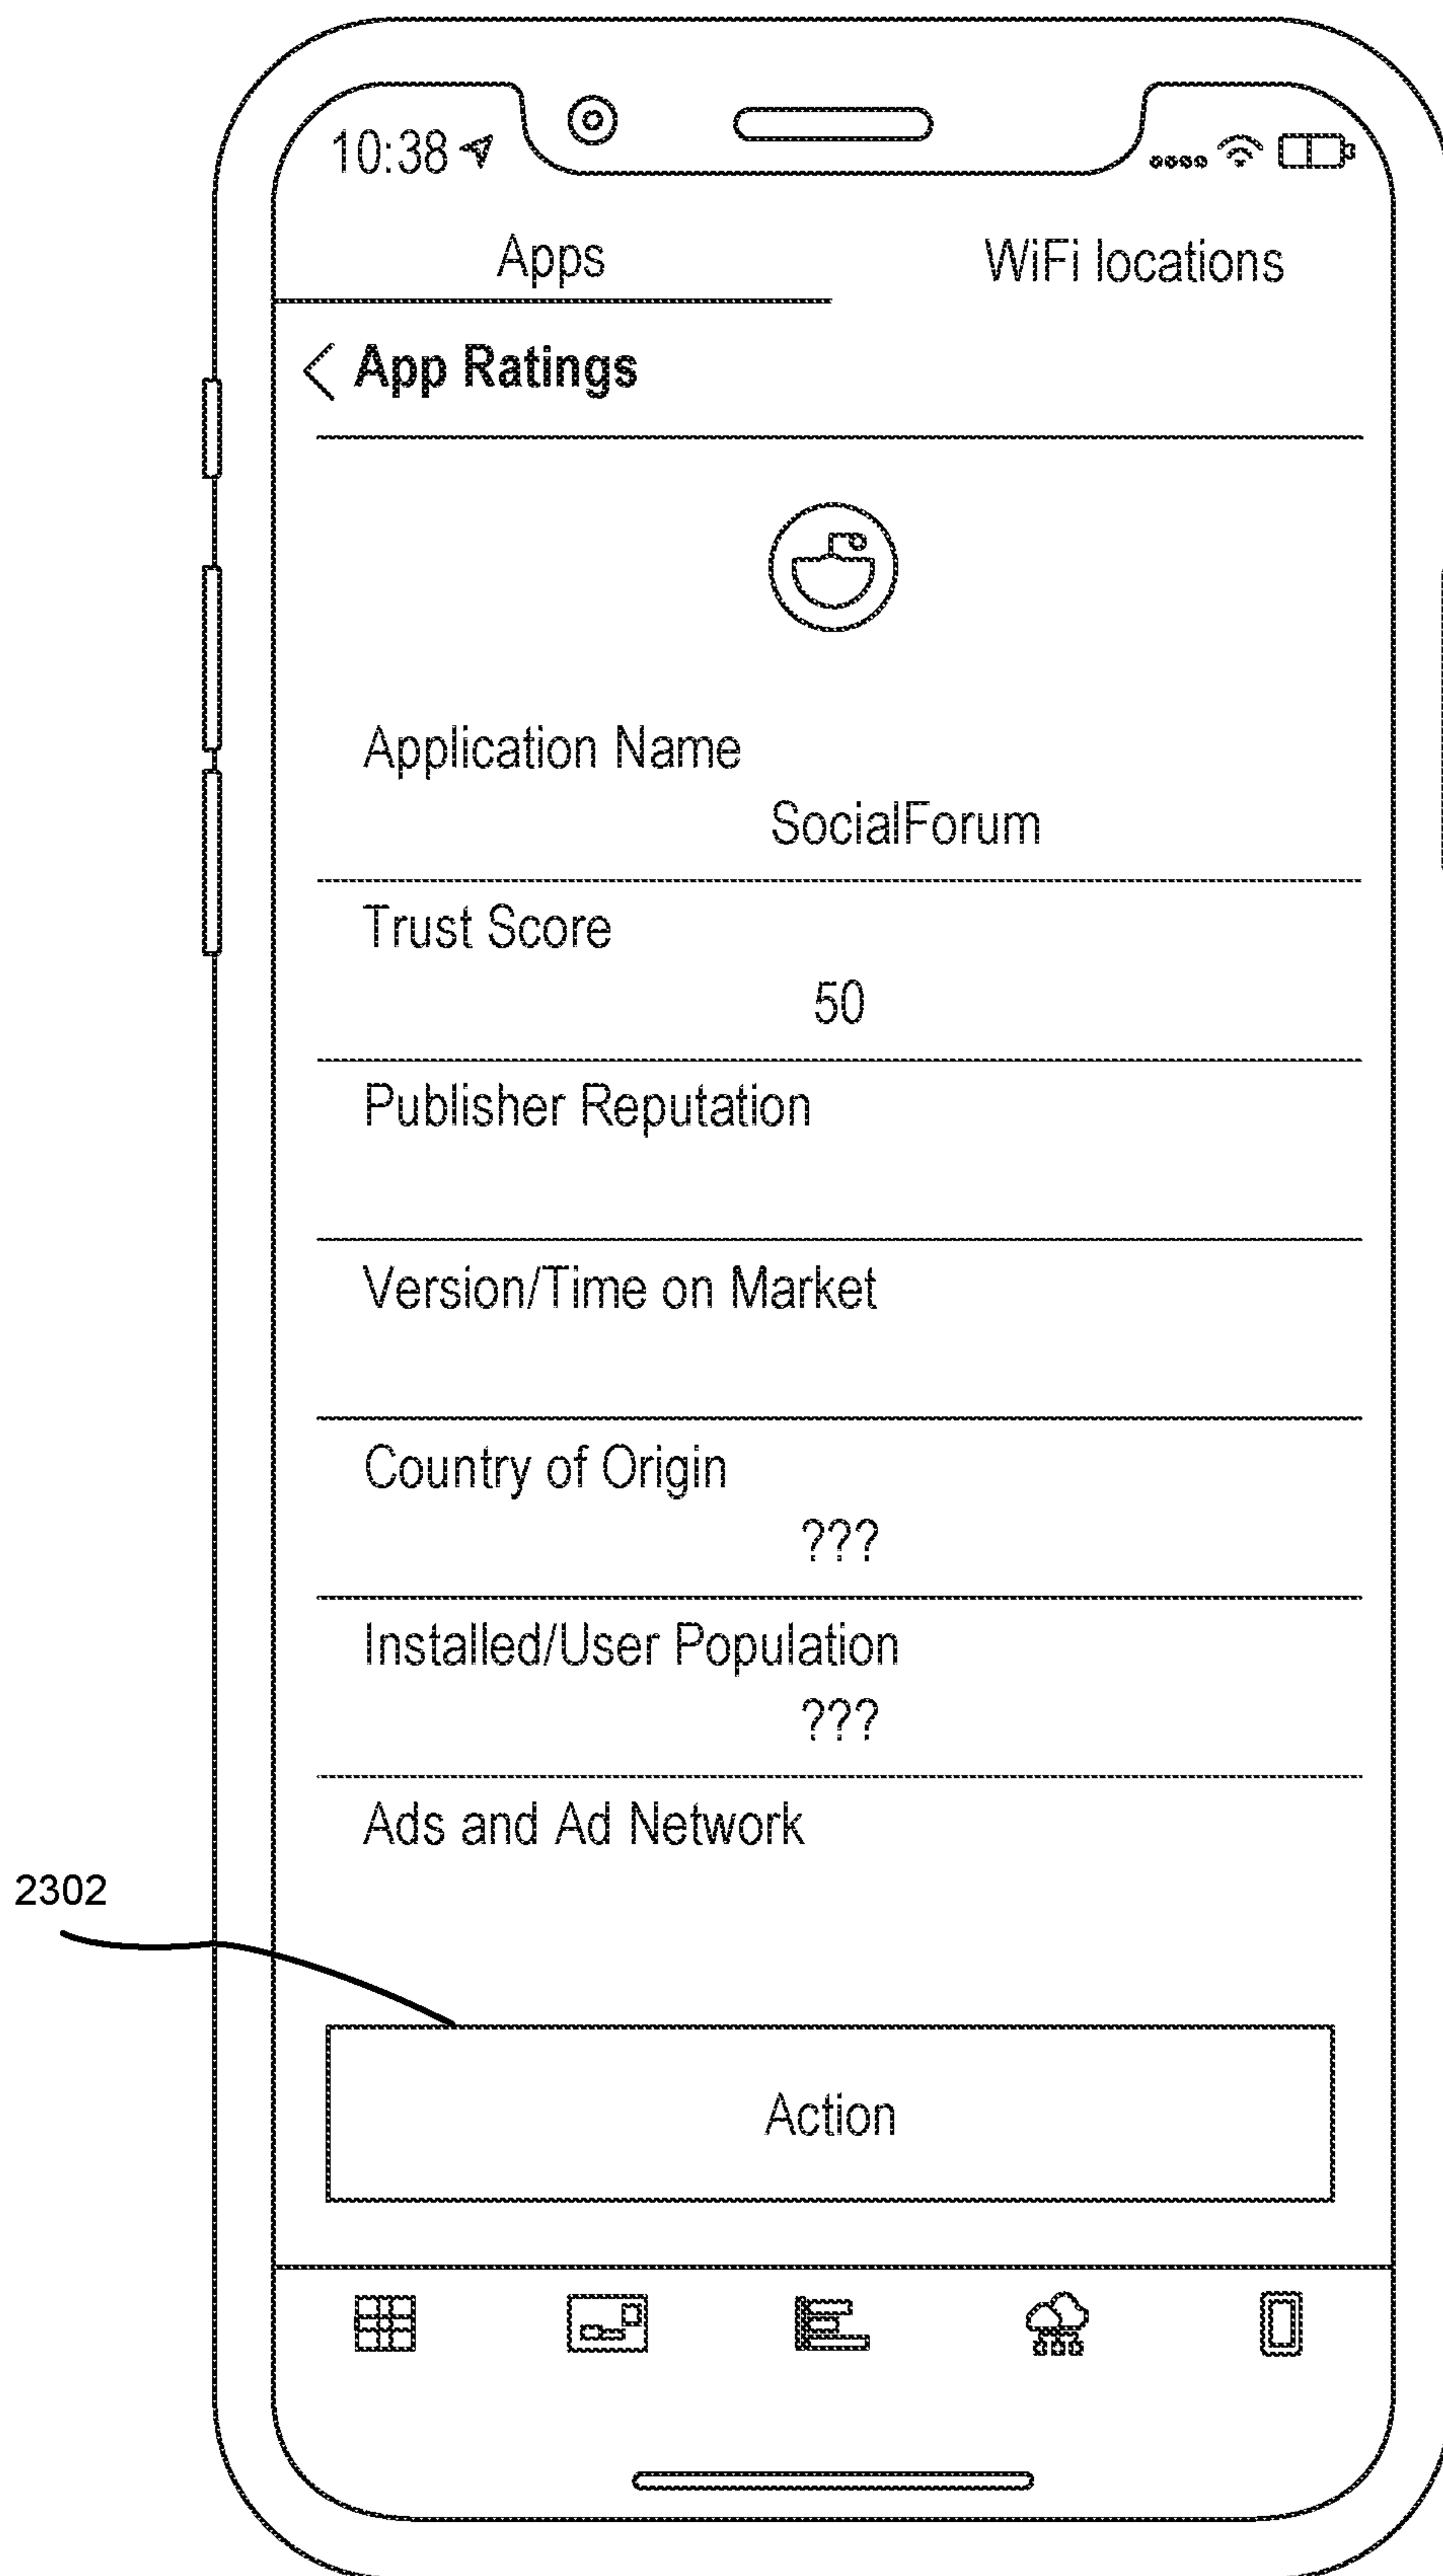 10:38
Apps WiFi locations
App Ratings
Application Name
SocialForum
Trust Score
50
Publisher Reputation
Version/Time on Market
Country of Origin
???
Installed/User Population
???
Ads and Ad Network
2302
Action